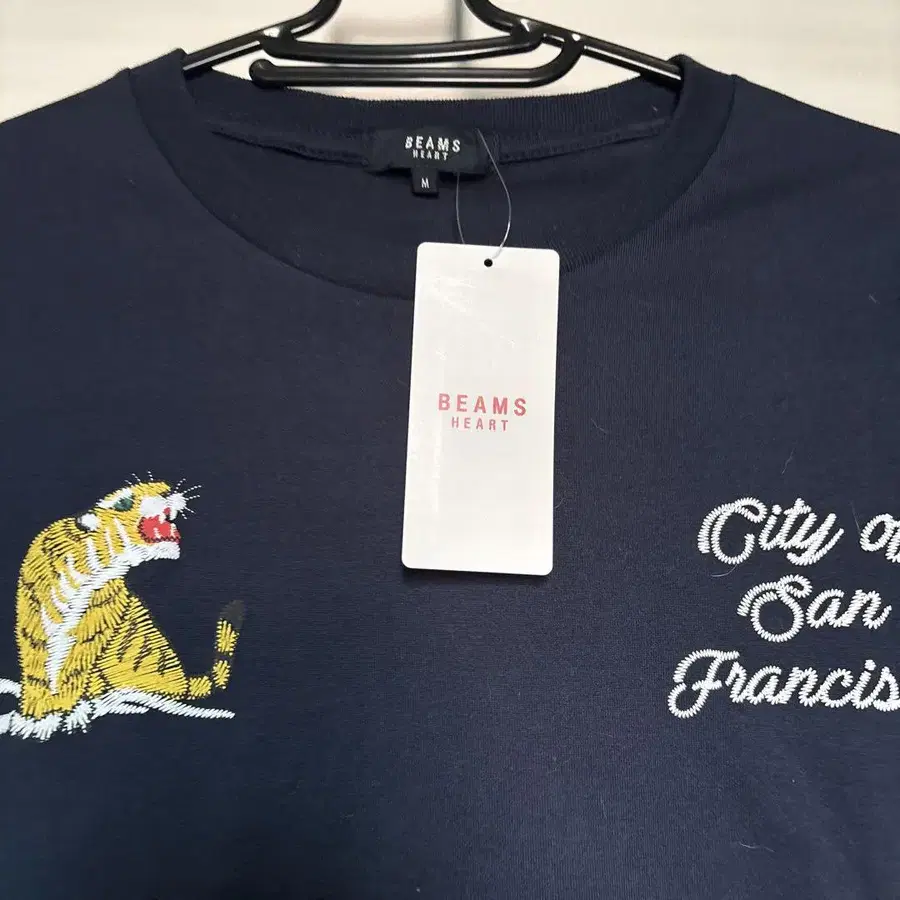 BEAMS
HEART
M
BEAMS
HEART
City o
San
Francis